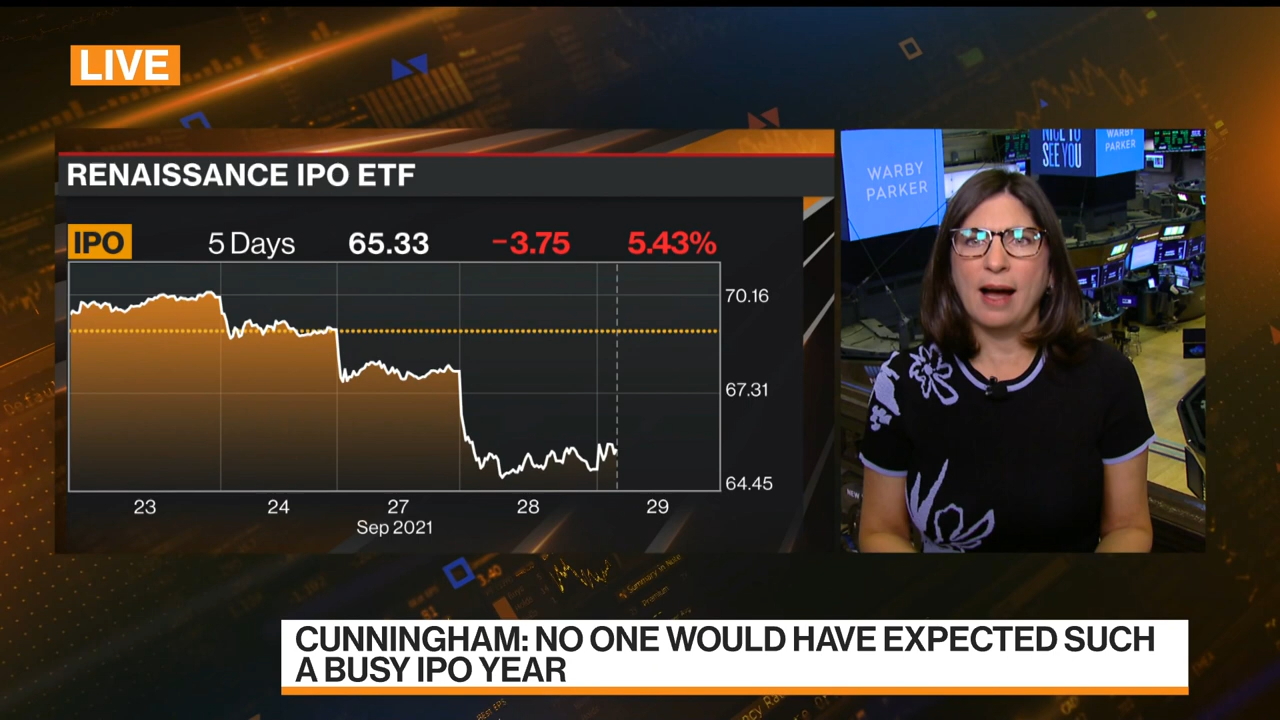 LIVE
RENAISSANCE IPO ETF
IPO 5 Days 65.33 -3.75 5.43%
70.16
67.31
64.45
23 24 27 28 29
Sep 2021
WARBY
PARKER
NICE TO
SEE YOU
WARBY
PARKER
CUNNINGHAM: NO ONE WOULD HAVE EXPECTED SUCH
A BUSY IPO YEAR